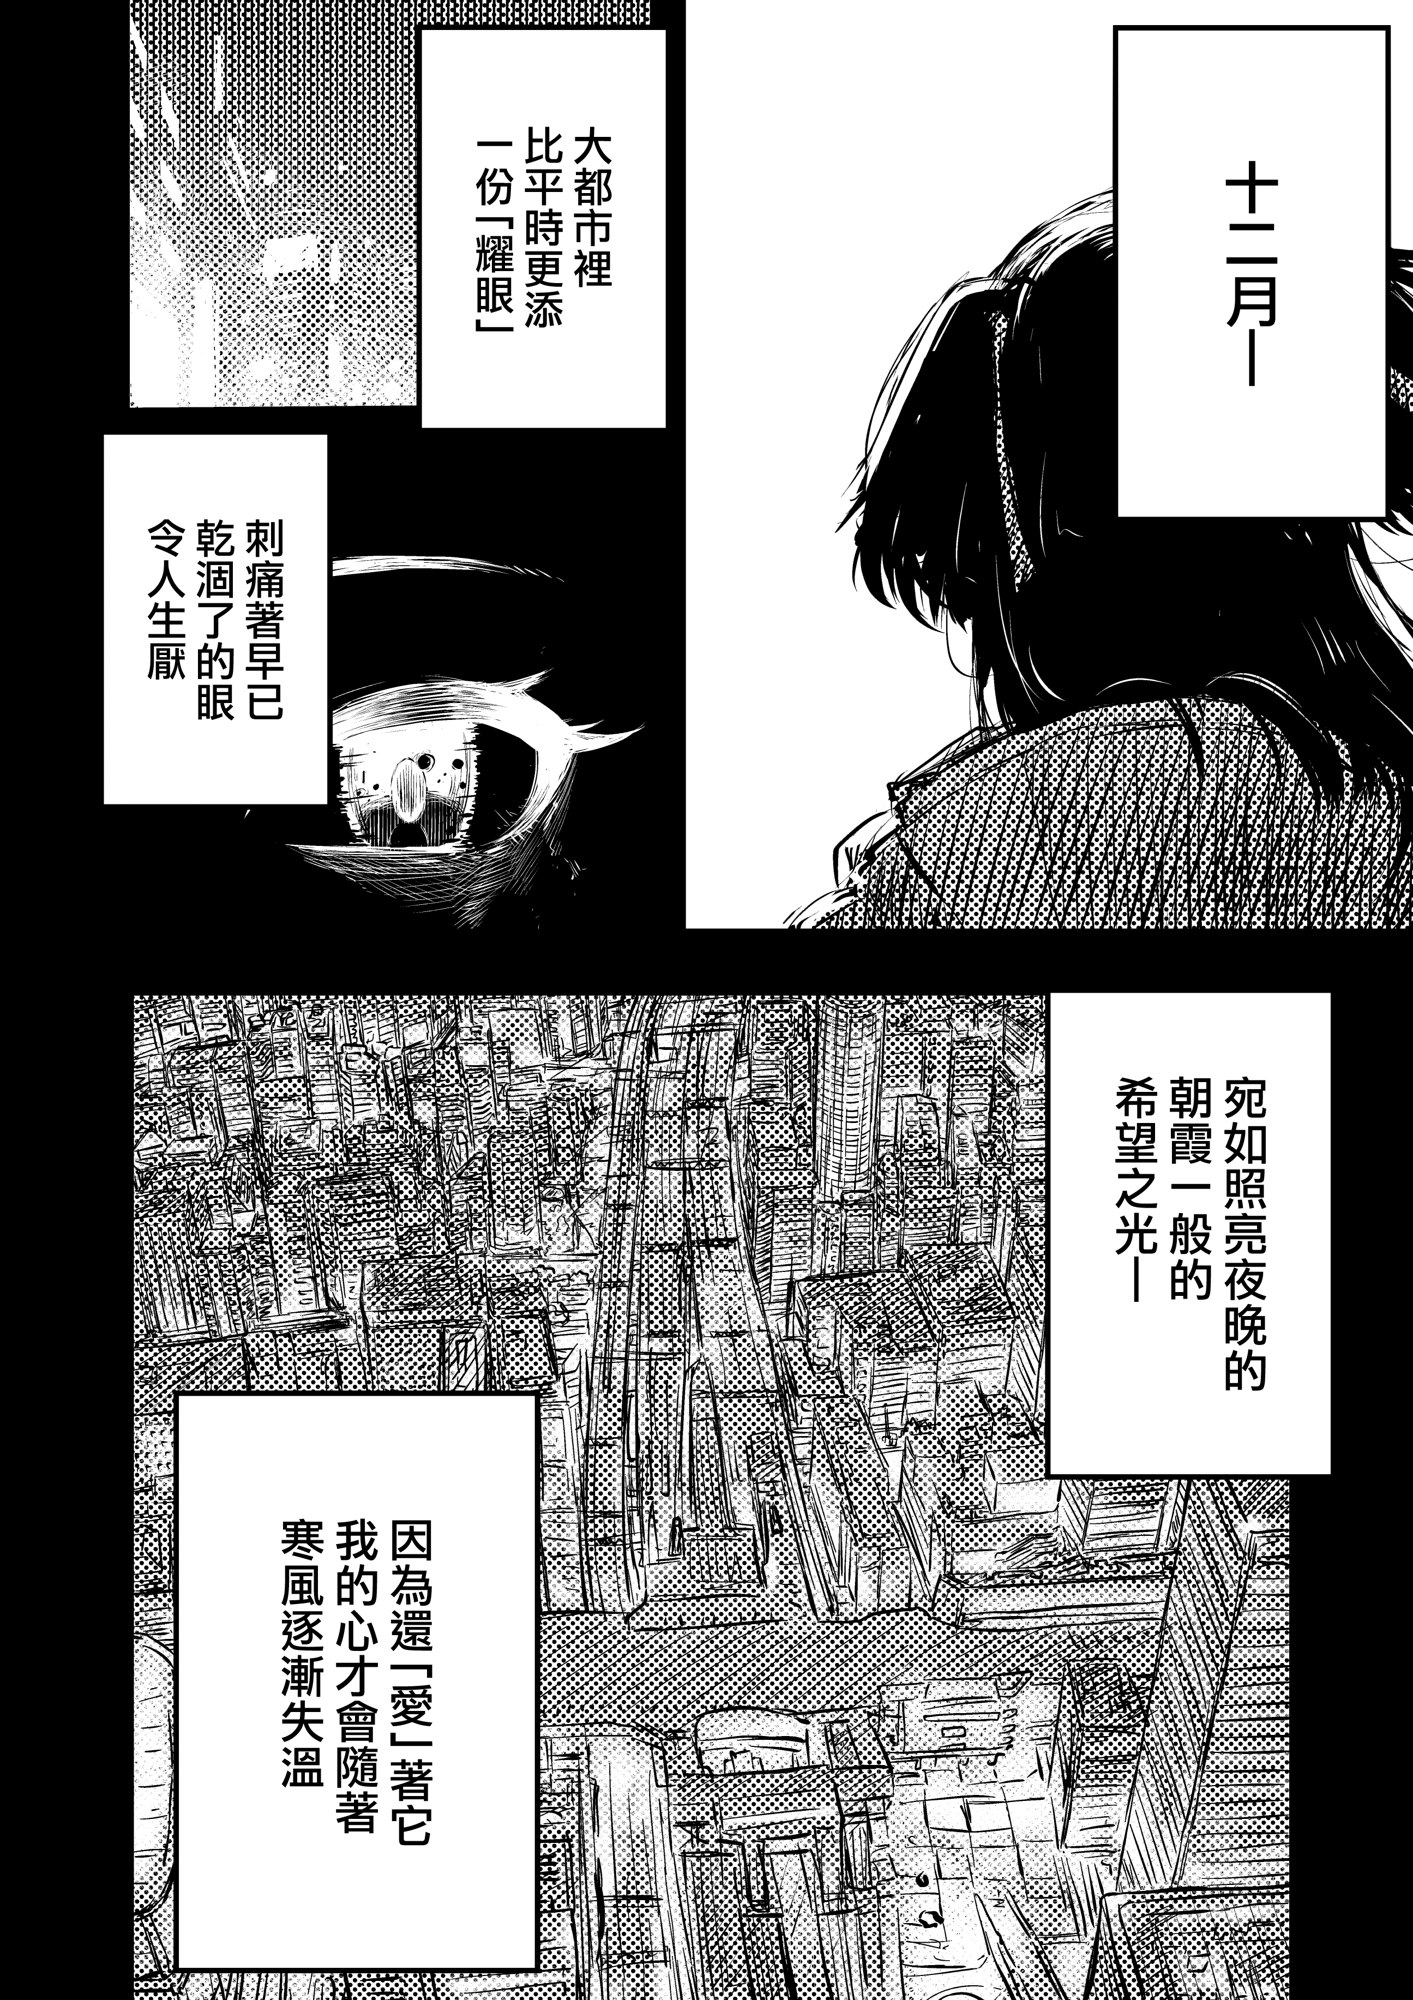 十二月—
大都市裡
比平時更添
一份「耀眼」
刺痛著早已
乾涸了的眼
令人生厭
宛如照亮夜晚的
朝霞一般的
希望之光—
因為還「愛」著它
我的心才會隨著
寒風逐漸失溫